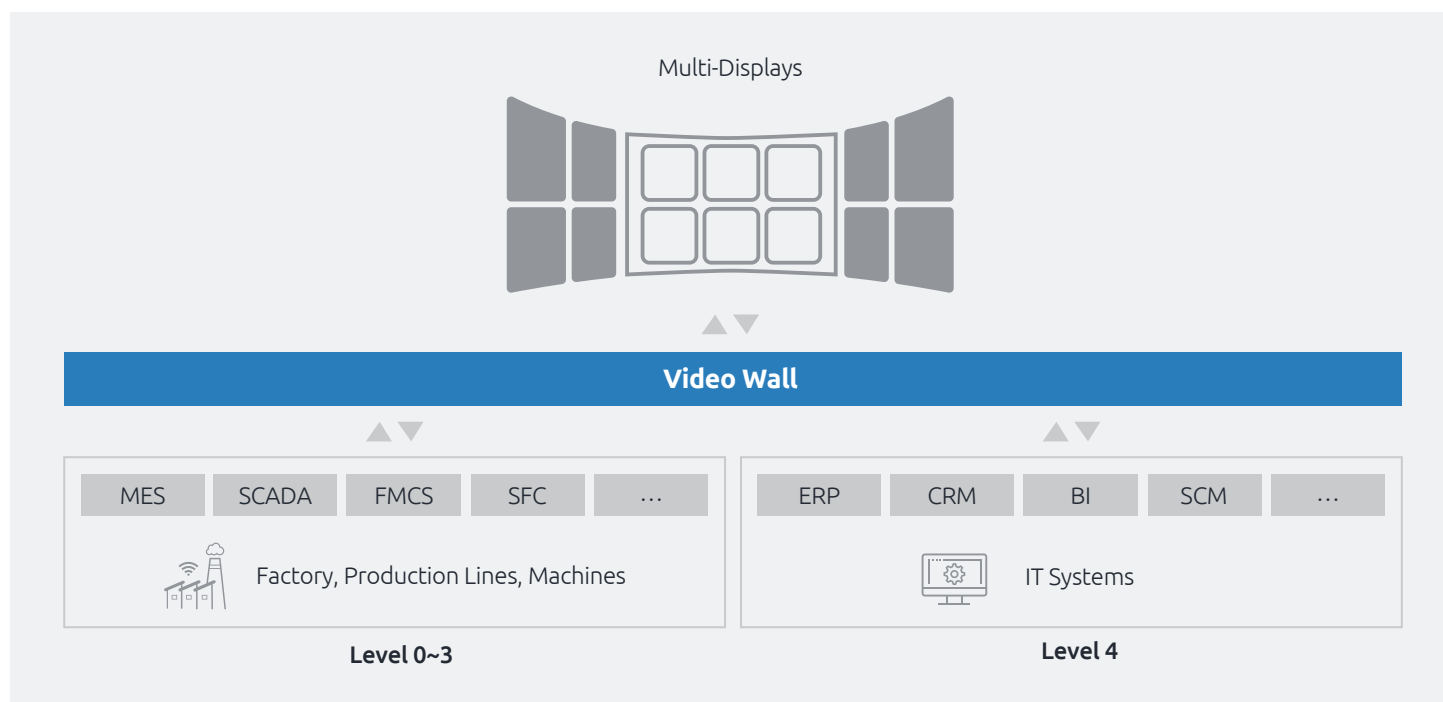 Multi-Displays
Video Wall
MES SCADA FMCS SFC ...
ERP CRM BI SCM ...
Factory, Production Lines, Machines
IT Systems
Level 0~3
Level 4